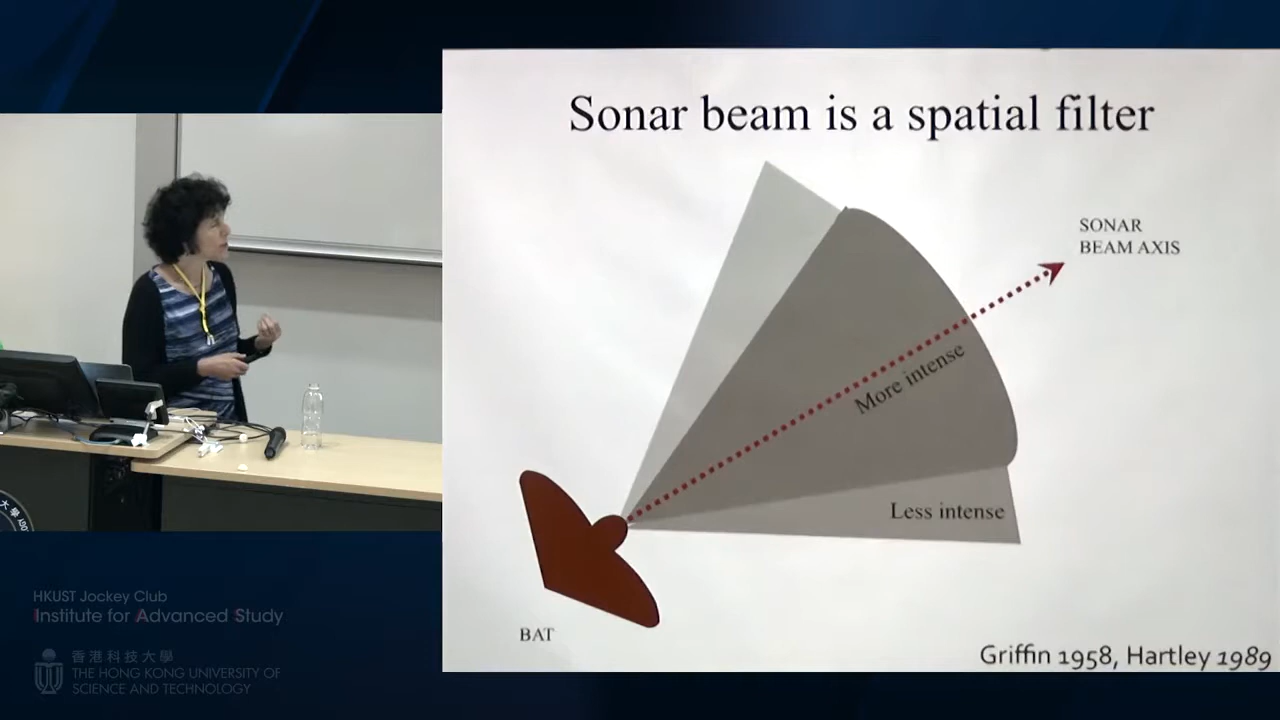 Sonar beam is a spatial filter
SONAR
BEAM AXIS
More intense
Less intense
BAT
Griffin 1958, Hartley 1989
HKUST Jockey Club
Institute for Advanced Study
香港科技大學
THE HONG KONG UNIVERSITY OF
SCIENCE AND TECHNOLOGY